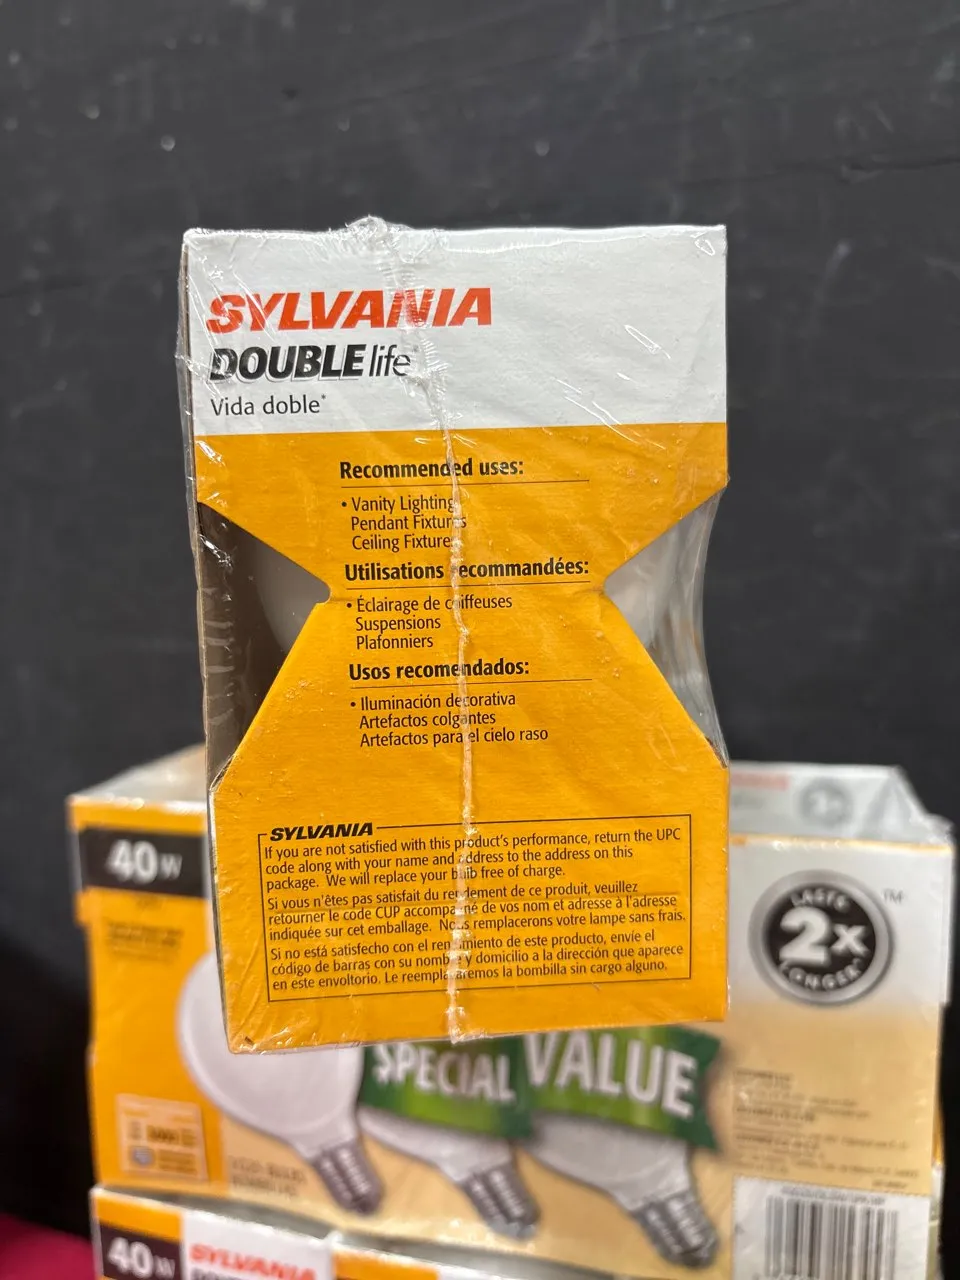 SYLVANIA
DOUBLE life*
Vida doble*
Recommended uses:
• Vanity Lighting
Pendant Fixtures
Ceiling Fixtures
Utilisations recommandées:
• Éclairage de coiffeuses
Suspensions
Plafonniers
Usos recomendados:
• Iluminación decorativa
Artefactos colgantes
Artefactos para el cielo raso
SYLVANIA
If you are not satisfied with this product's performance, return the UPC
code along with your name and address to the address on this
package. We will replace your bulb free of charge.
Si vous n'êtes pas satisfait du rendement de ce produit, veuillez
retourner le code CUP accompagné de vos nom et adresse à l'adresse
indiquée sur cet emballage. Nous remplacerons votre lampe sans frais.
Si no está satisfecho con el rendimiento de este producto, envíe el
código de barras con su nombre y domicilio a la dirección que aparece
en este envoltorio. Le reemplazaremos la bombilla sin cargo alguno.
40W
LASTS
2x
LONGER
TM
SPECIAL VALUE
40W
SYLVANIA